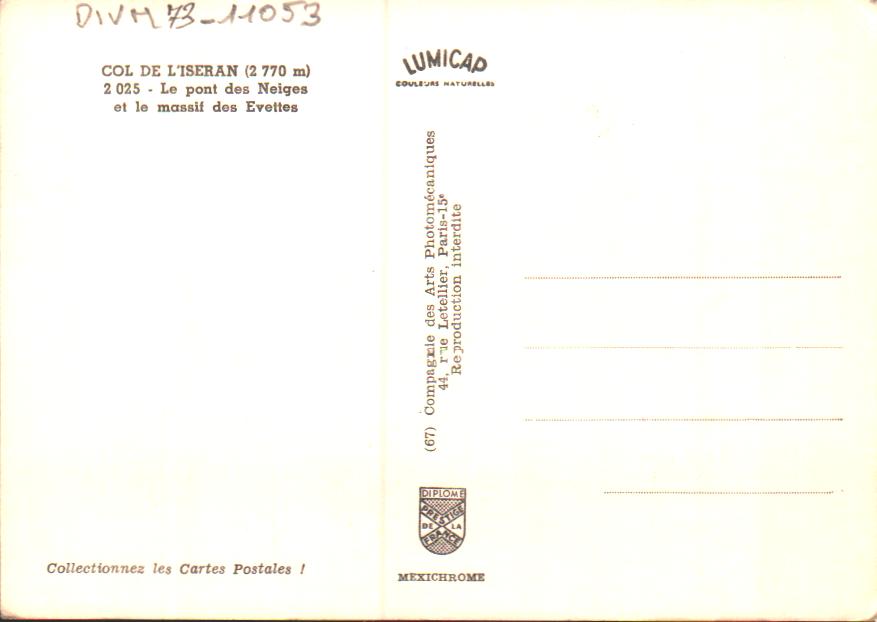 DIVM 73-11053
COL DE L'ISERAN (2 770 m)
2 025 - Le pont des Neiges
et le massif des Evettes
Collectionnez les Cartes Postales !
LUMICAP
COULEURS NATURELLES
(67) Compagnie des Arts Photomécaniques
44, rue Letellier, Paris-15e
Reproduction interdite
DIPLOME
PRESTIGE
DE LA
FRANCE
MEXICHROME